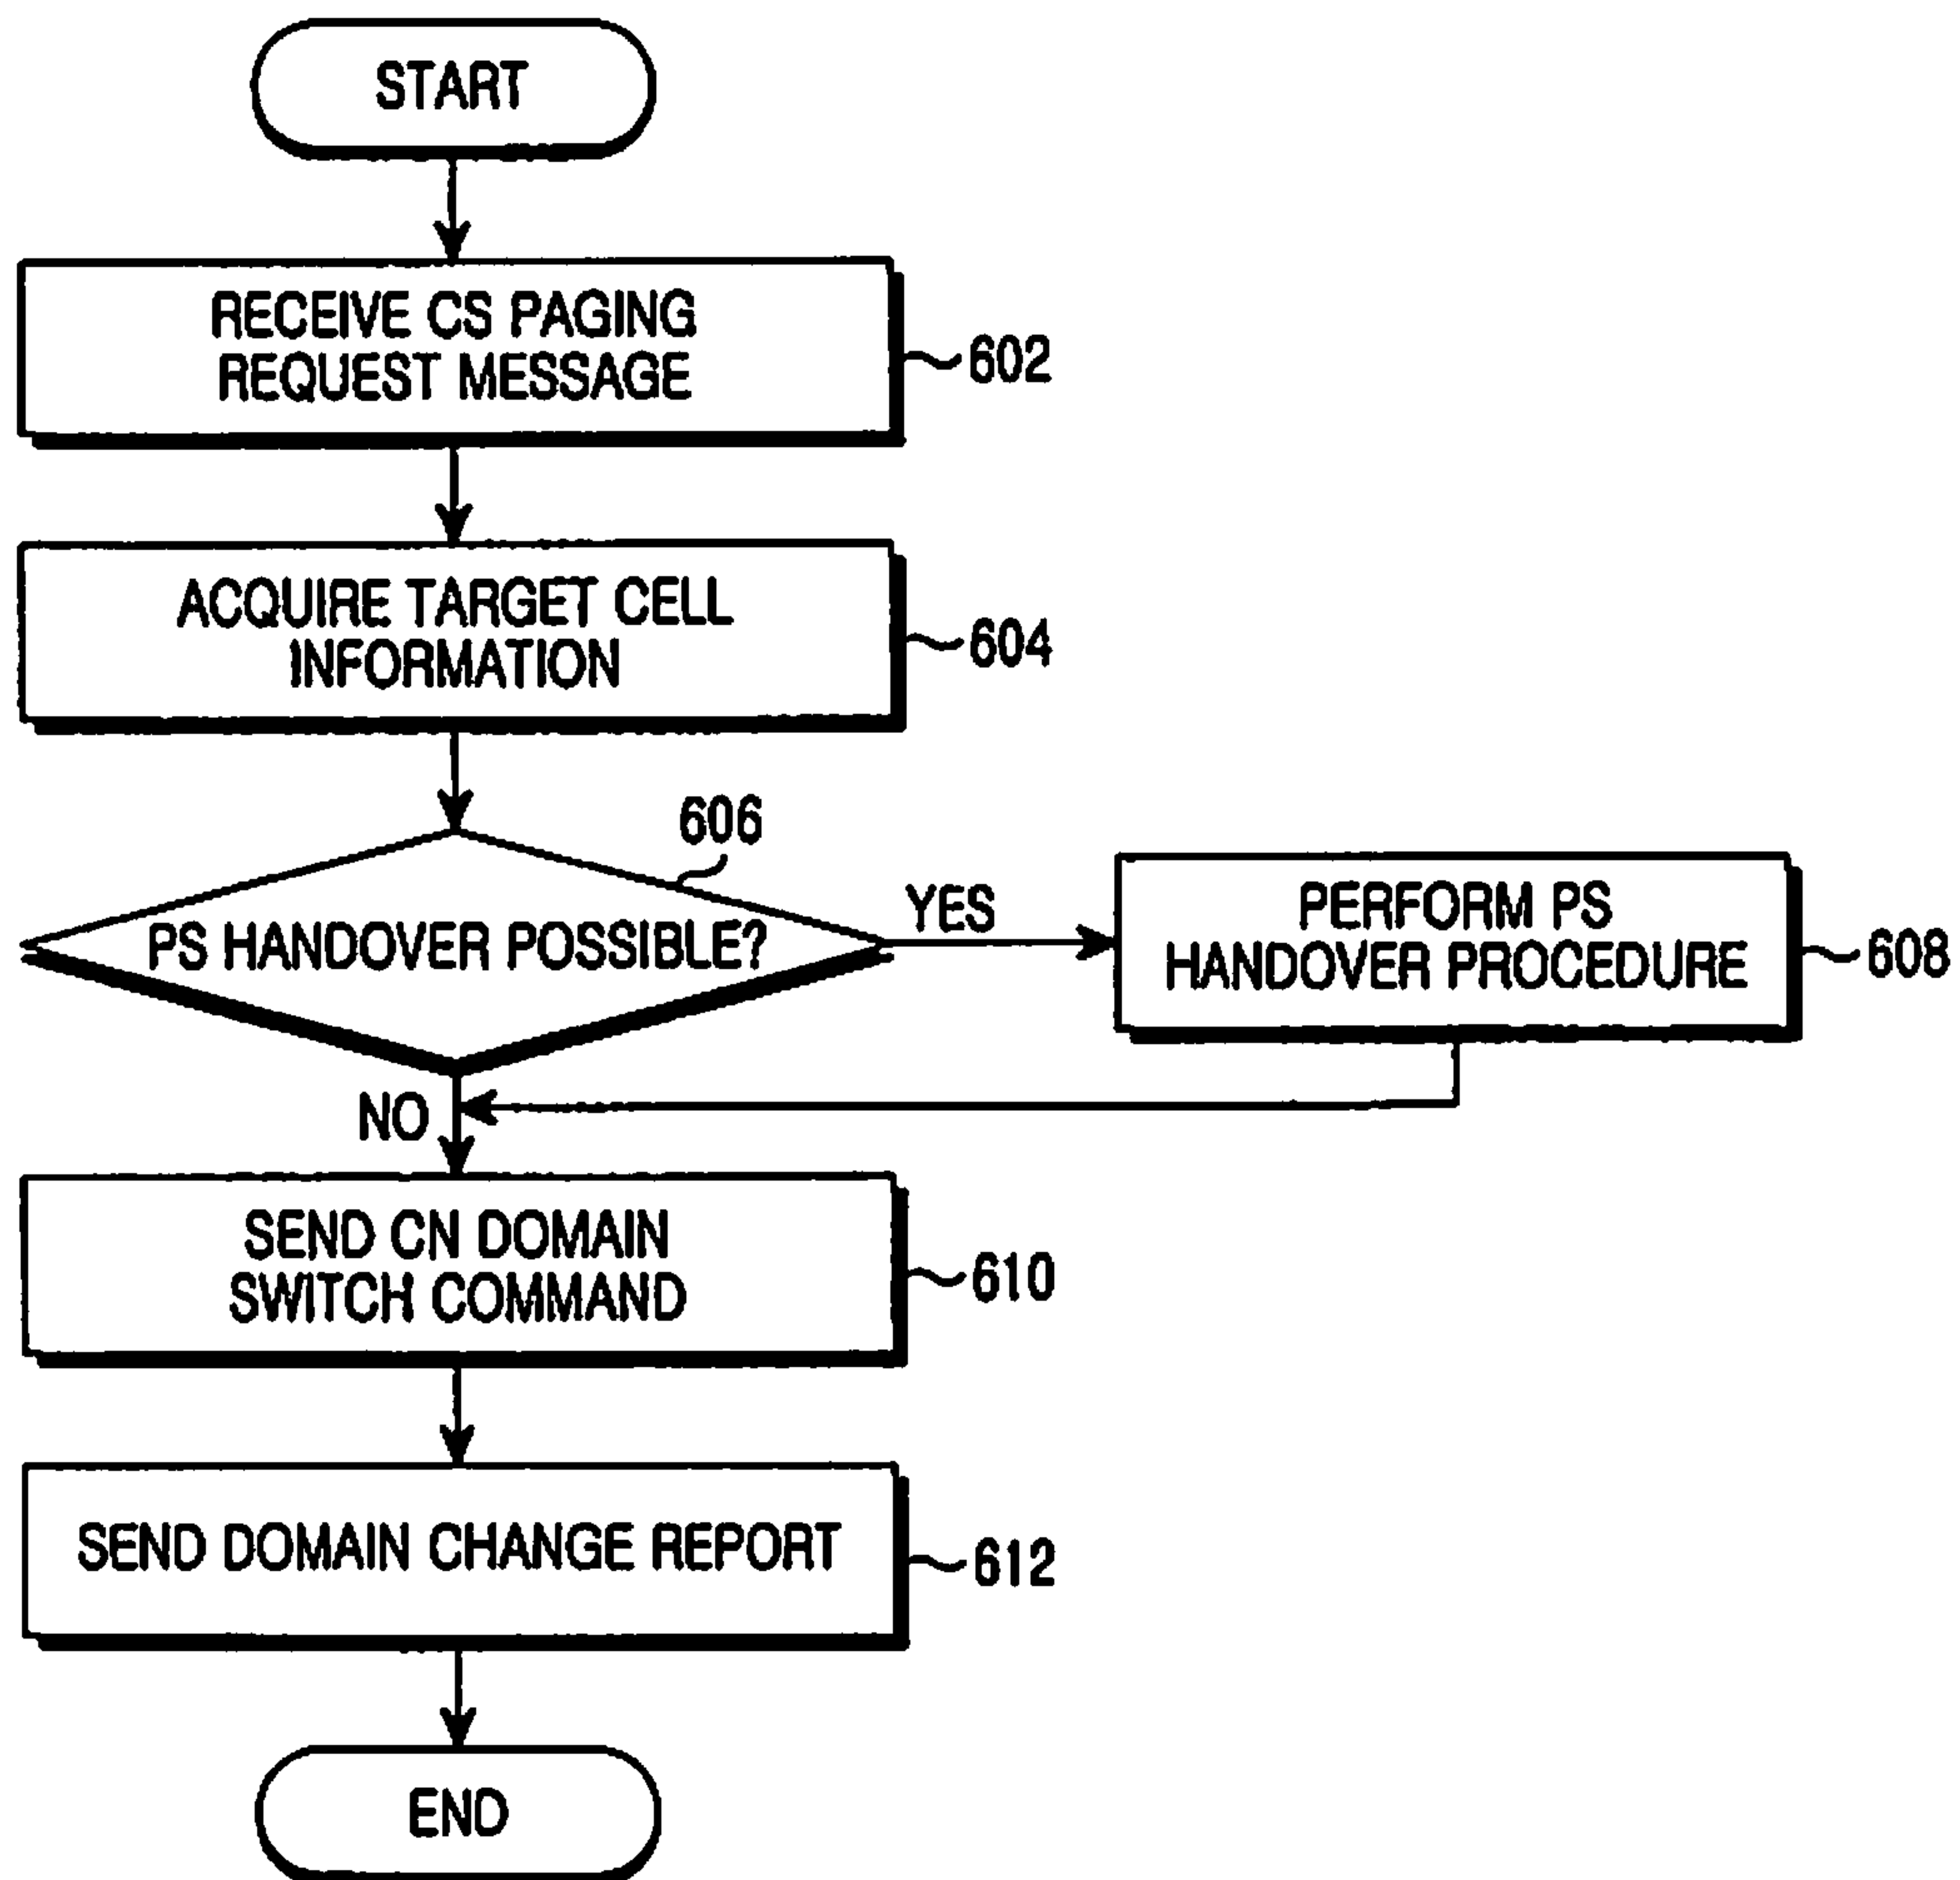 START
RECEIVE CS PAGING
REQUEST MESSAGE
602
ACQUIRE TARGET CELL
INFORMATION
604
606
PS HANDOVER POSSIBLE?
YES
PERFORM PS
HANDOVER PROCEDURE
608
NO
SEND CN DOMAIN
SWITCH COMMAND
610
SEND DOMAIN CHANGE REPORT
612
END